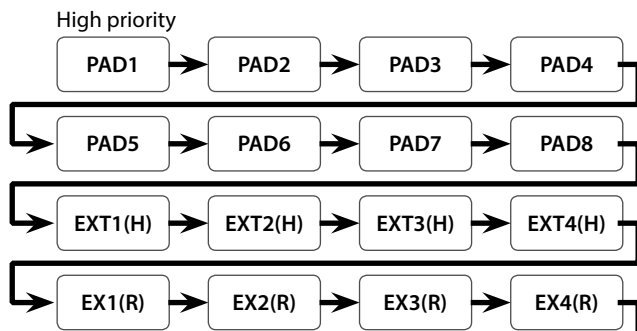 High priority
PAD1 PAD2 PAD3 PAD4
PAD5 PAD6 PAD7 PAD8
EXT1(H) EXT2(H) EXT3(H) EXT4(H)
EX1(R) EX2(R) EX3(R) EX4(R)